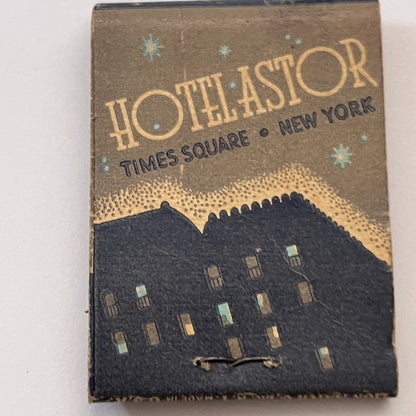 HOTEL ASTOR
TIMES SQUARE • NEW YORK